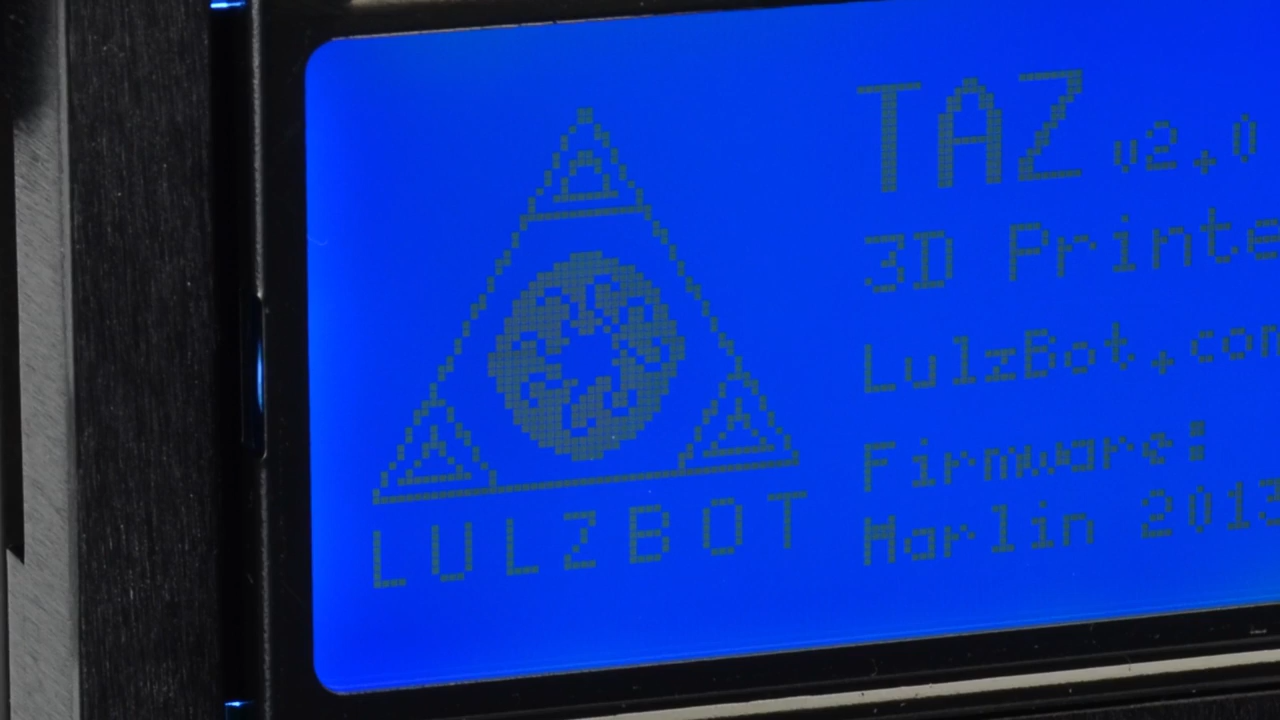 LULZBOT
TAZ v2.0
3D Printe
LulzBot.com
Firmware:
Marlin 2013